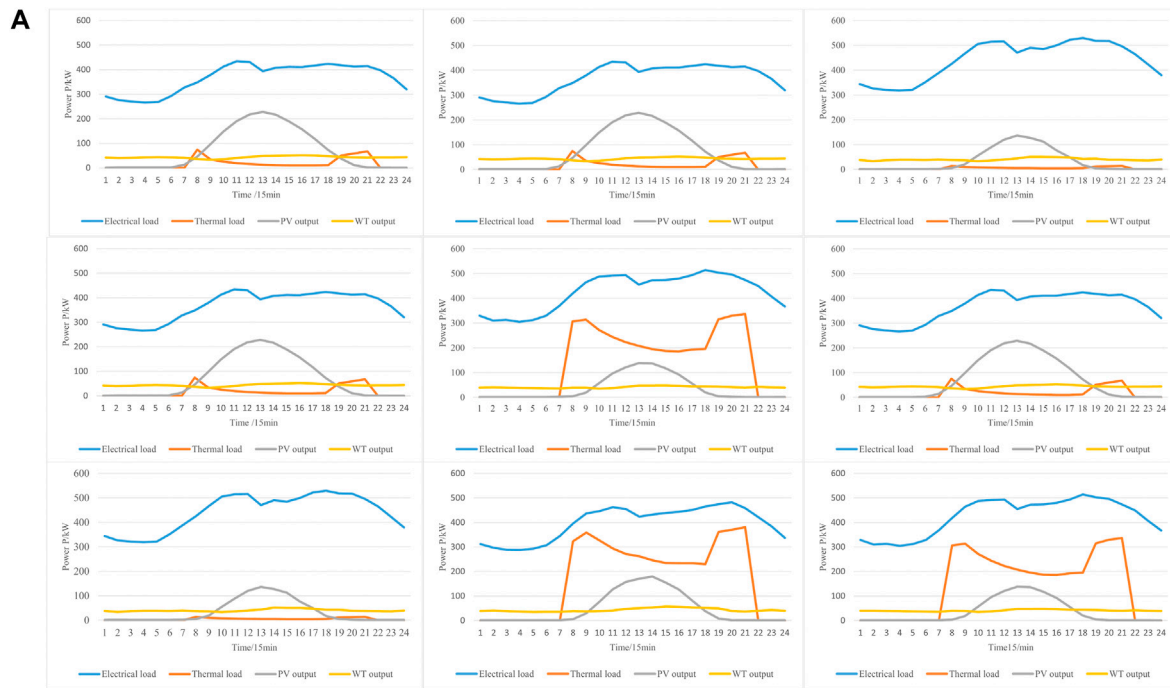 A
600
500
400
300
200
100
0
Power P/kW
1 2 3 4 5 6 7 8 9 10 11 12 13 14 15 16 17 18 19 20 21 22 23 24
Time/15min
Electrical load Thermal load PV output WT output
600
500
400
300
200
100
0
Power P/kW
1 2 3 4 5 6 7 8 9 10 11 12 13 14 15 16 17 18 19 20 21 22 23 24
Time/15min
Electrical load Thermal load PV output WT output
600
500
400
300
200
100
0
Power P/kW
1 2 3 4 5 6 7 8 9 10 11 12 13 14 15 16 17 18 19 20 21 22 23 24
Time/15min
Electrical load Thermal load PV output WT output
600
500
400
300
200
100
0
Power P/kW
1 2 3 4 5 6 7 8 9 10 11 12 13 14 15 16 17 18 19 20 21 22 23 24
Time /15min
Electrical load Thermal load PV output WT output
600
500
400
300
200
100
0
Power P/kW
1 2 3 4 5 6 7 8 9 10 11 12 13 14 15 16 17 18 19 20 21 22 23 24
Time/15min
Electrical load Thermal load PV output WT output
600
500
400
300
200
100
0
Power P/kW
1 2 3 4 5 6 7 8 9 10 11 12 13 14 15 16 17 18 19 20 21 22 23 24
Time/15min
Electrical load Thermal load PV output WT output
600
500
400
300
200
100
0
Power P/kW
1 2 3 4 5 6 7 8 9 10 11 12 13 14 15 16 17 18 19 20 21 22 23 24
Time/15min
Electrical load Thermal load PV output WT output
600
500
400
300
200
100
0
Power P/kW
1 2 3 4 5 6 7 8 9 10 11 12 13 14 15 16 17 18 19 20 21 22 23 24
Time/15min
Electrical load Thermal load PV output WT output
600
500
400
300
200
100
0
Power P/kW
1 2 3 4 5 6 7 8 9 10 11 12 13 14 15 16 17 18 19 20 21 22 23 24
Time15/min
Electrical load Thermal load PV output WT output